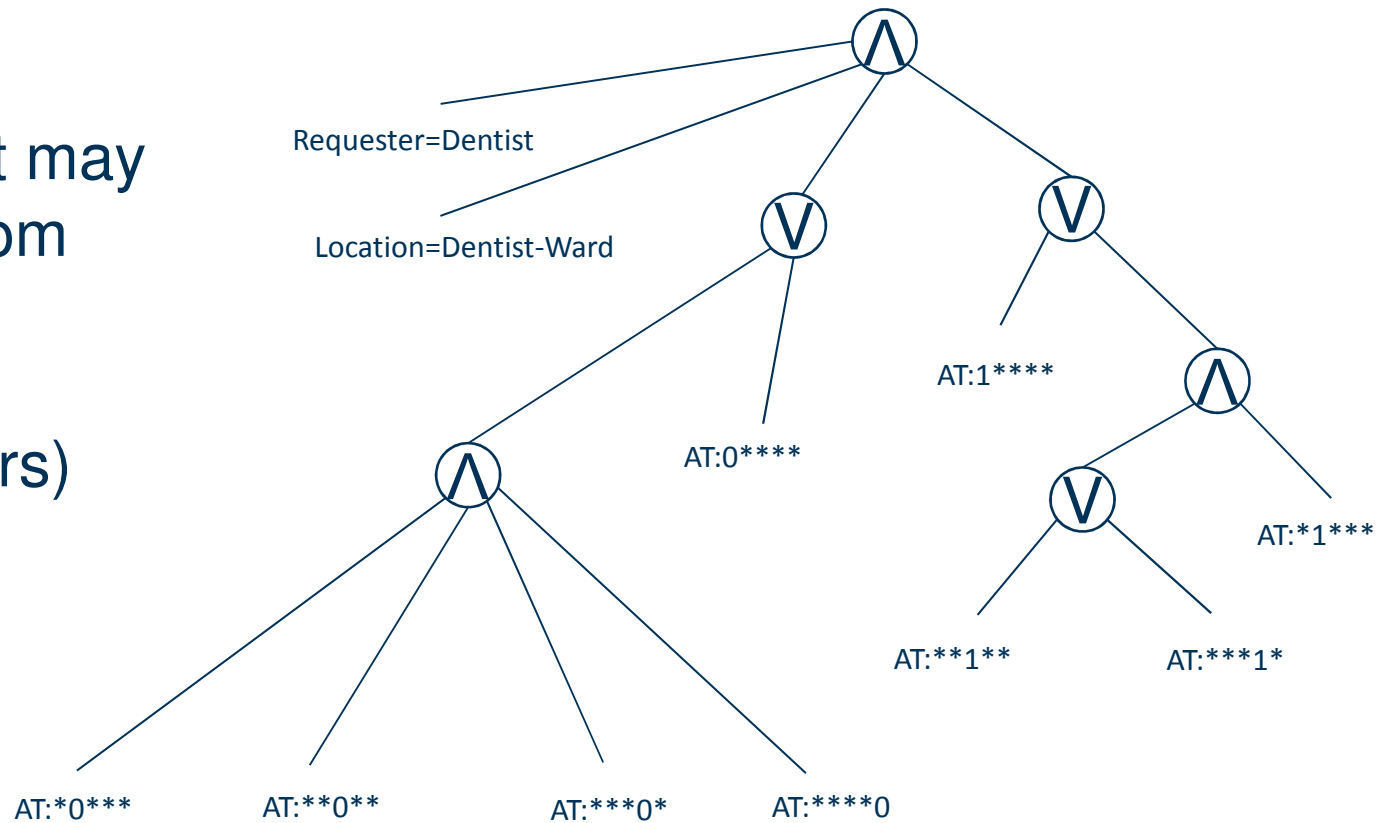 t may
om
rs)
Λ
Requester=Dentist
Location=Dentist-Ward
V
V
AT:1****
Λ
AT:0****
Λ
V
AT:*1***
AT:**1**
AT:***1*
AT:*0***
AT:**0**
AT:***0*
AT:****0